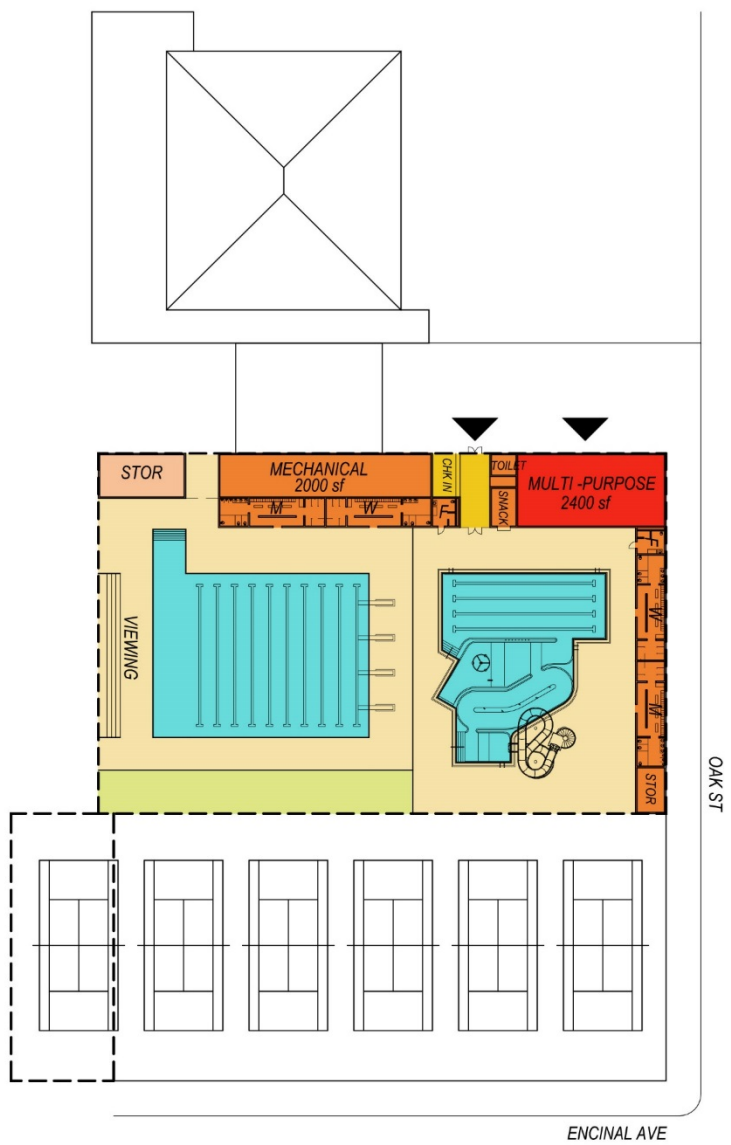 STOR
MECHANICAL
2000 sf
CHK IN
TOILET
MULTI -PURPOSE
2400 sf
SNACK
M
W
F
F
VIEWING
W
M
STOR
OAK ST
ENCINAL AVE